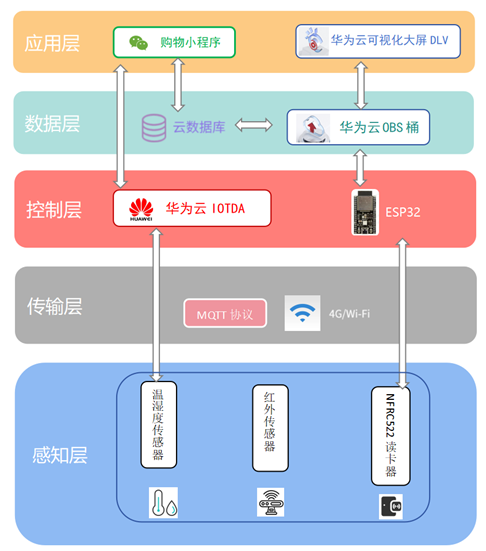 应用层
购物小程序
华为云可视化大屏 DLV
数据层
云数据库
华为云 OBS 桶
控制层
HUAWEI
华为云 IOTDA
ESP32
传输层
MQTT 协议
4G/Wi-Fi
感知层
温湿度传感器
红外传感器
NFRC522 读卡器